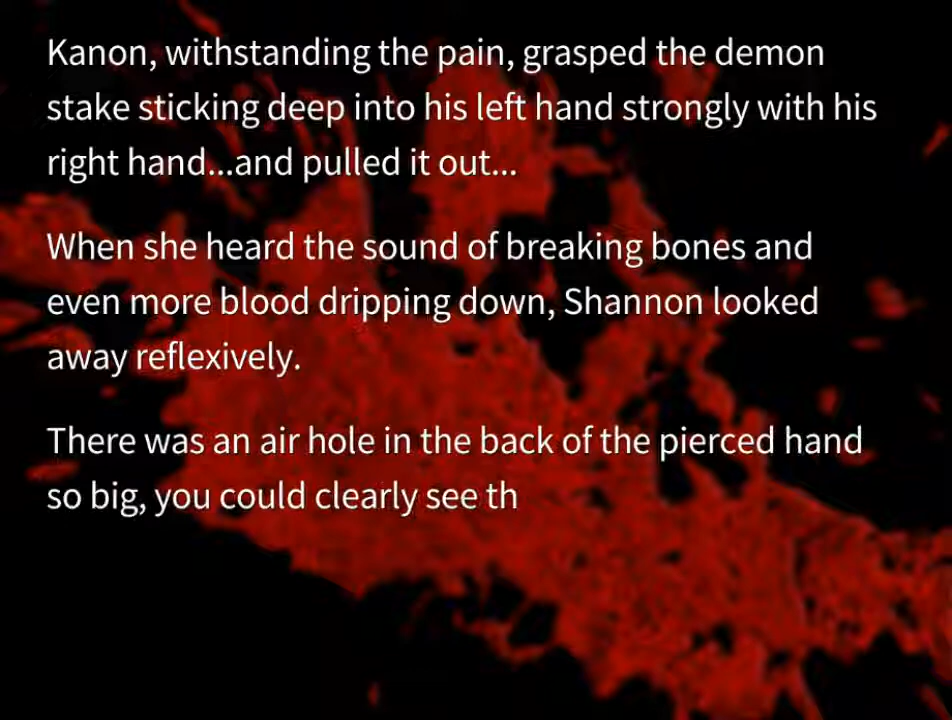 Kanon, withstanding the pain, grasped the demon
stake sticking deep into his left hand strongly with his
right hand...and pulled it out...
When she heard the sound of breaking bones and
even more blood dripping down, Shannon looked
away reflexively.
There was an air hole in the back of the pierced hand
so big, you could clearly see th